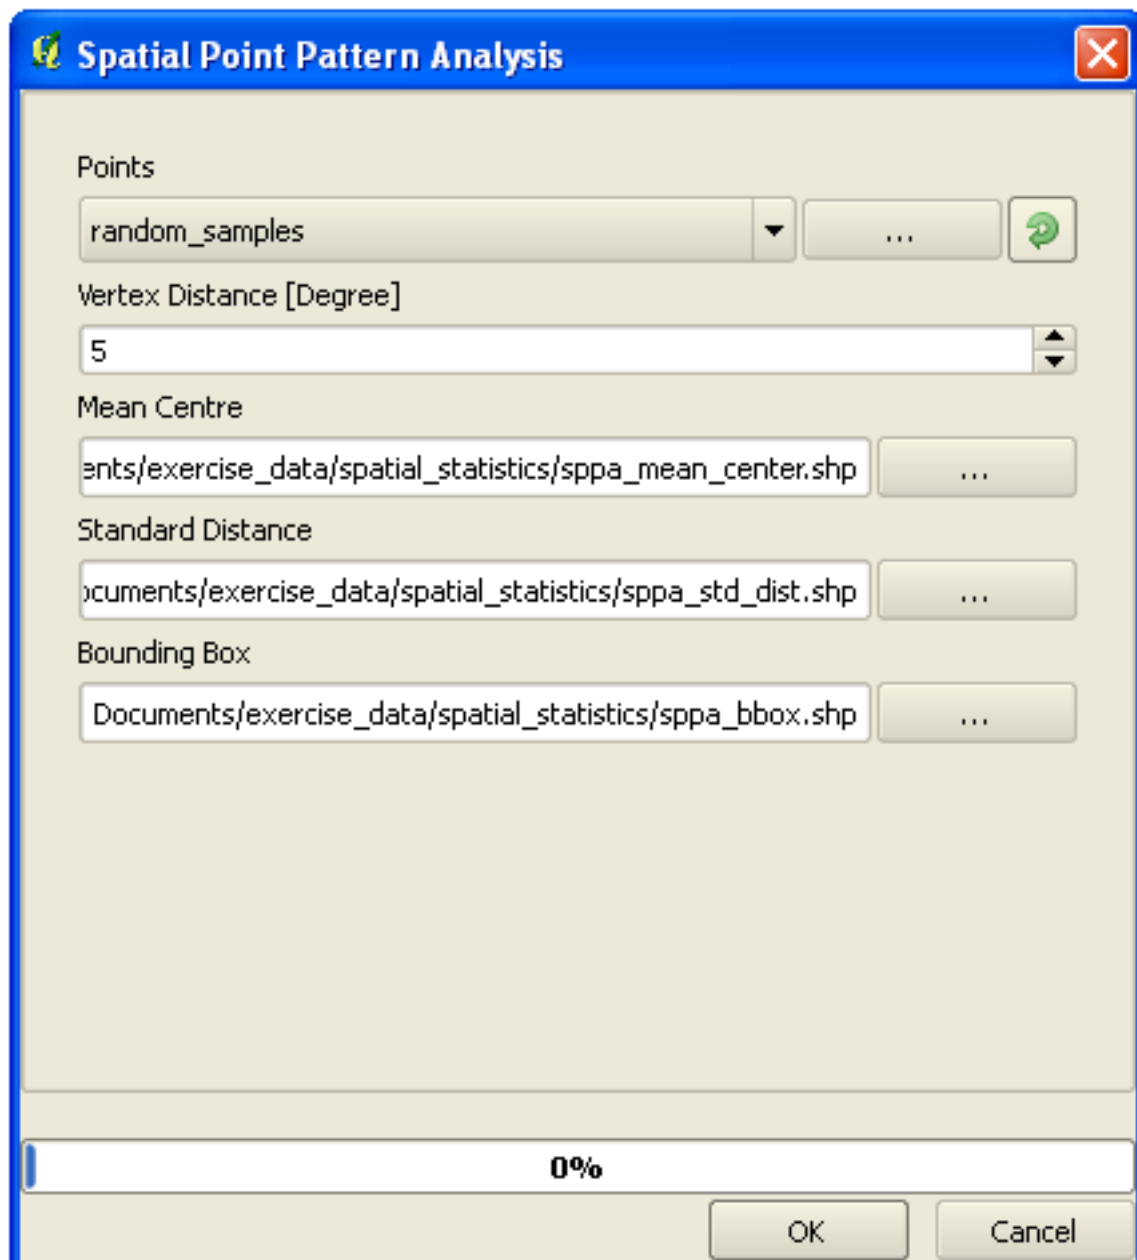 Spatial Point Pattern Analysis
Points
random_samples
...
Vertex Distance [Degree]
5
Mean Centre
ents/exercise_data/spatial_statistics/sppa_mean_center.shp
...
Standard Distance
ocuments/exercise_data/spatial_statistics/sppa_std_dist.shp
...
Bounding Box
Documents/exercise_data/spatial_statistics/sppa_bbox.shp
...
0%
OK
Cancel